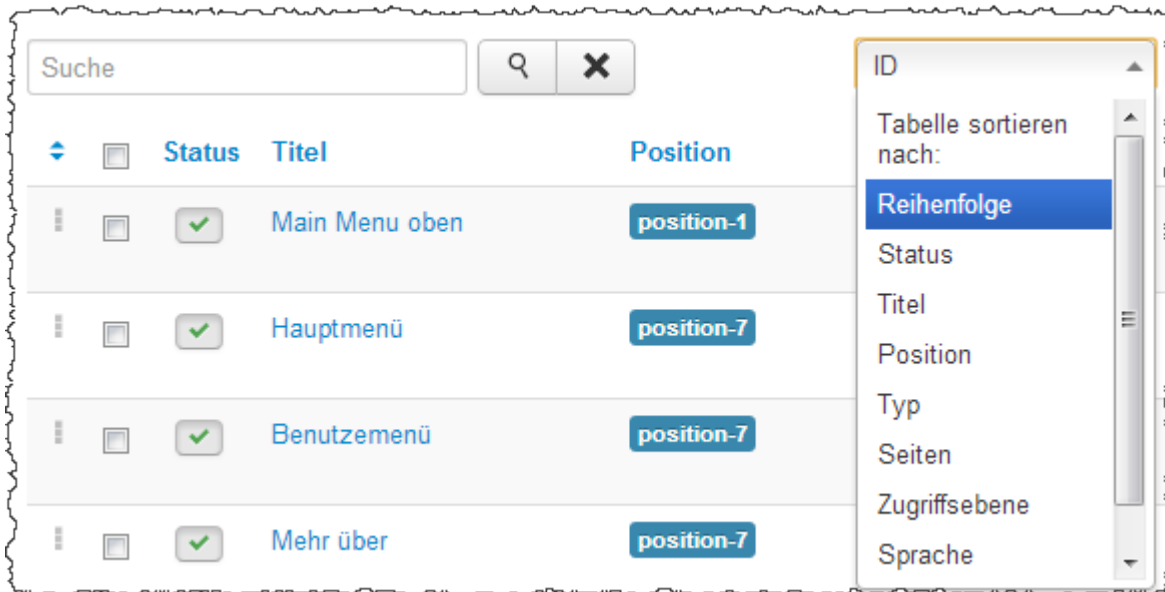 Suche
ID
Tabelle sortieren
nach:
Reihenfolge
Status
Titel
Position
Typ
Seiten
Zugriffsebene
Sprache
Status Titel Position
Main Menu oben position-1
Hauptmenü position-7
Benutzemenü position-7
Mehr über position-7